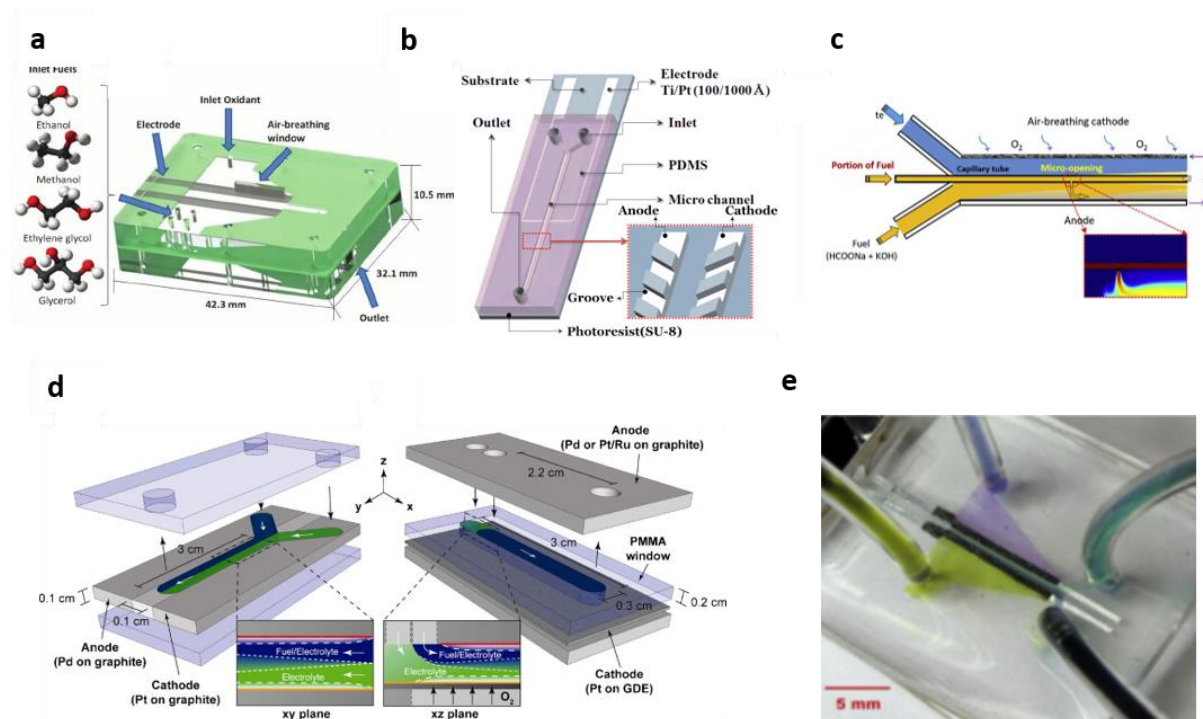 a
Inlet Fuels
Ethanol
Methanol
Ethylene glycol
Glycerol
Inlet Oxidant
Electrode
Air-breathing
window
10.5 mm
32.1 mm
42.3 mm
Outlet
b
Substrate
Electrode
Ti/Pt (100/1000 Å)
Outlet
Inlet
PDMS
Micro channel
Anode
Cathode
Groove
Photoresist(SU-8)
c
Air-breathing cathode
te
O2
O2
Portion of Fuel
Capillary tube
Micro-opening
Anode
Fuel
(HCOONa + KOH)
d
Anode
(Pd or Pt/Ru on graphite)
2.2 cm
z
y
x
3 cm
3 cm
PMMA
window
0.1 cm
0.1 cm
0.3 cm
0.2 cm
Anode
(Pd on graphite)
Cathode
(Pt on graphite)
Fuel/Electrolyte
Electrolyte
xy plane
Fuel/Electrolyte
Electrolyte
O2
xz plane
Cathode
(Pt on GDE)
e
5 mm